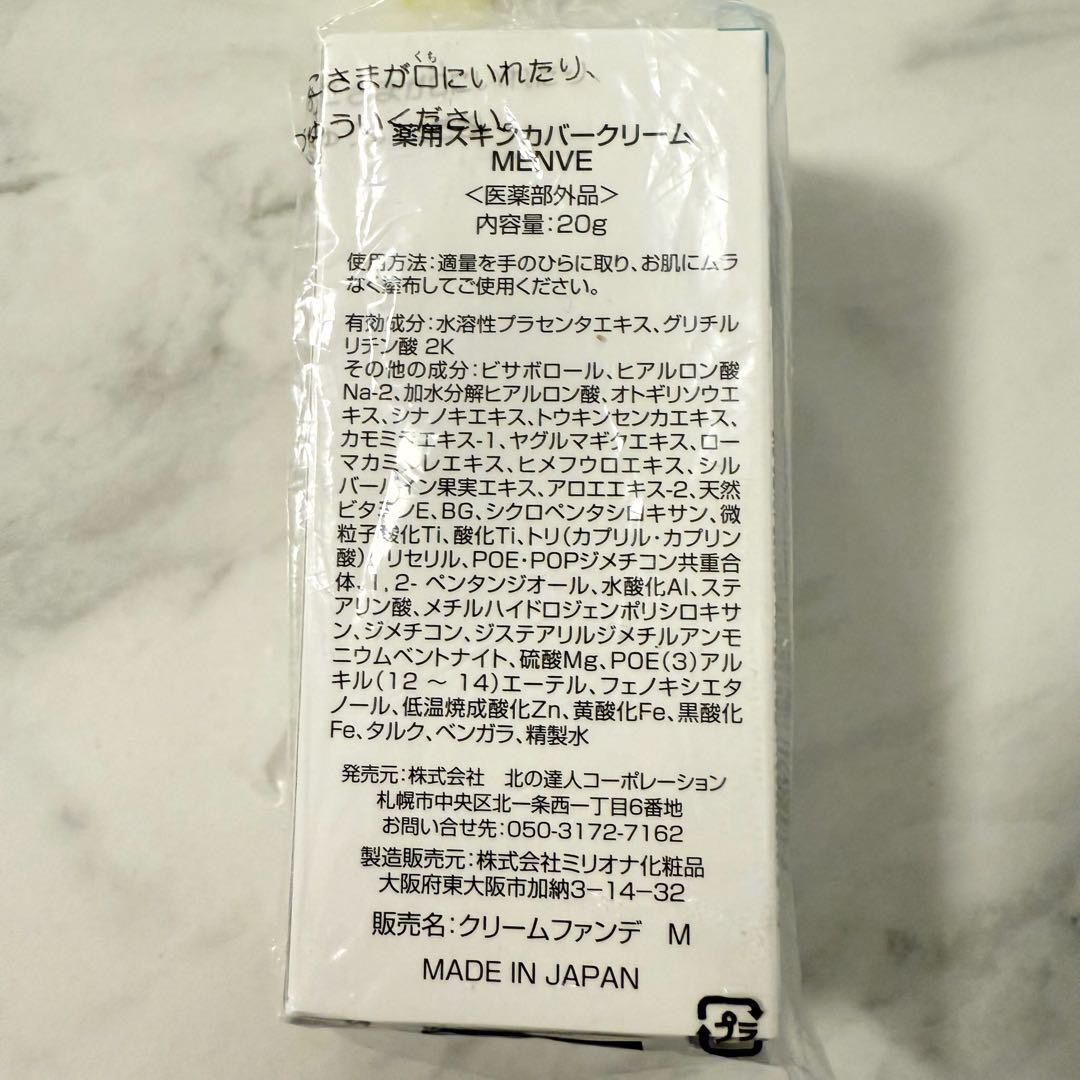 くち
さまが口にいれたり、
ういください。
薬用スキンカバークリーム
MENVE
＜医薬部外品＞
内容量：20g
使用方法：適量を手のひらに取り、お肌にムラ
なく塗布してご使用ください。
有効成分：水溶性プラセンタエキス、グリチル
リチン酸 2K
その他の成分：ビサボロール、ヒアルロン酸
Na-2、加水分解ヒアルロン酸、オトギリソウエ
キス、シナノキエキス、トウキンセンカエキス、
カモミラエキス-1、ヤグルマギクエキス、ロー
マカミツレエキス、ヒメフウロエキス、シル
バーバイン果実エキス、アロエエキス-2、天然
ビタミンE、BG、シクロペンタシロキサン、微
粒子酸化Ti、酸化Ti、トリ（カプリル・カプリン
酸）グリセリル、POE・POPジメチコン共重合
体、1，2- ペンタンジオール、水酸化Al、ステ
アリン酸、メチルハイドロジェンポリシロキサ
ン、ジメチコン、ジステアリルジメチルアンモ
ニウムベントナイト、硫酸Mg、POE（3）アル
キル（12 ～ 14）エーテル、フェノキシエタ
ノール、低温焼成酸化Zn、黄酸化Fe、黒酸化
Fe、タルク、ベンガラ、精製水
発売元：株式会社　北の達人コーポレーション
札幌市中央区北一条西一丁目6番地
お問い合せ先：050-3172-7162
製造販売元：株式会社ミリオナ化粧品
大阪府東大阪市加納3－14－32
販売名：クリームファンデ　M
MADE IN JAPAN
プラ